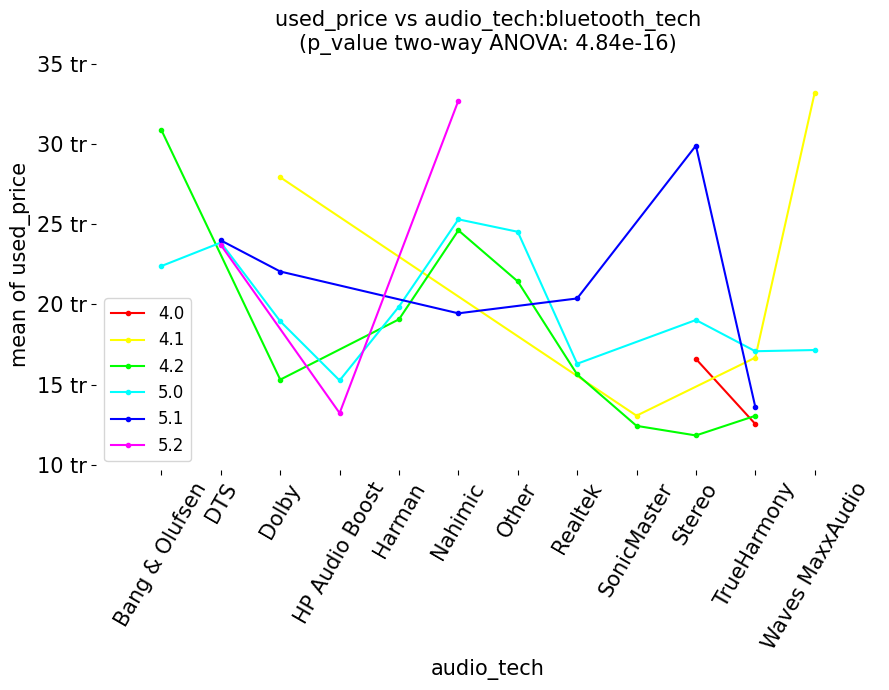 used_price vs audio_tech:bluetooth_tech
(p_value two-way ANOVA: 4.84e-16)
mean of used_price
35 tr
30 tr
25 tr
20 tr
15 tr
10 tr
4.0
4.1
4.2
5.0
5.1
5.2
Bang & Olufsen
DTS
Dolby
HP Audio Boost
Harman
Nahimic
Other
Realtek
SonicMaster
Stereo
TrueHarmony
Waves MaxxAudio
audio_tech